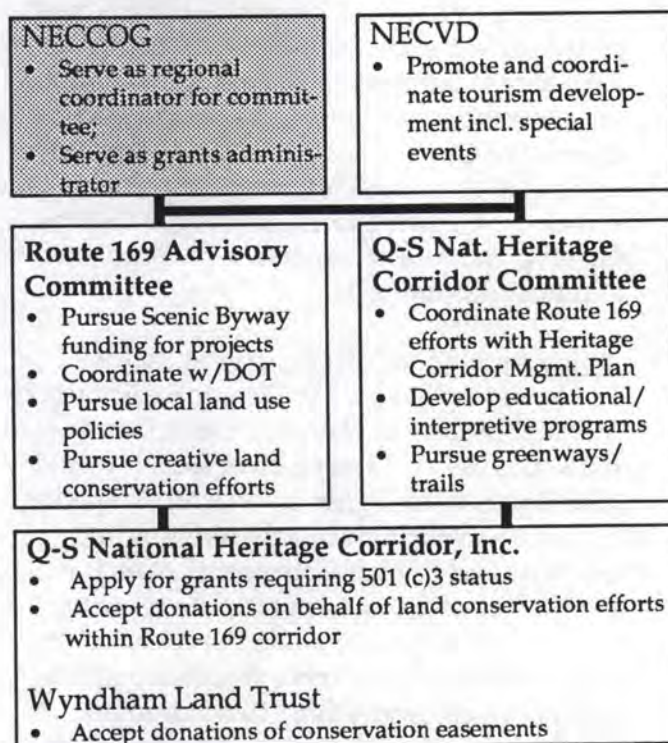 NECCOG
• Serve as regional
coordinator for commit-
tee;
• Serve as grants adminis-
trator
NECVD
• Promote and coordi-
nate tourism develop-
ment incl. special
events
Route 169 Advisory
Committee
• Pursue Scenic Byway
funding for projects
• Coordinate w/DOT
• Pursue local land use
policies
• Pursue creative land
conservation efforts
Q-S Nat. Heritage
Corridor Committee
• Coordinate Route 169
efforts with Heritage
Corridor Mgmt. Plan
• Develop educational/
interpretive programs
• Pursue greenways/
trails
Q-S National Heritage Corridor, Inc.
• Apply for grants requiring 501 (c)3 status
• Accept donations on behalf of land conservation efforts
within Route 169 corridor
Wyndham Land Trust
• Accept donations of conservation easements